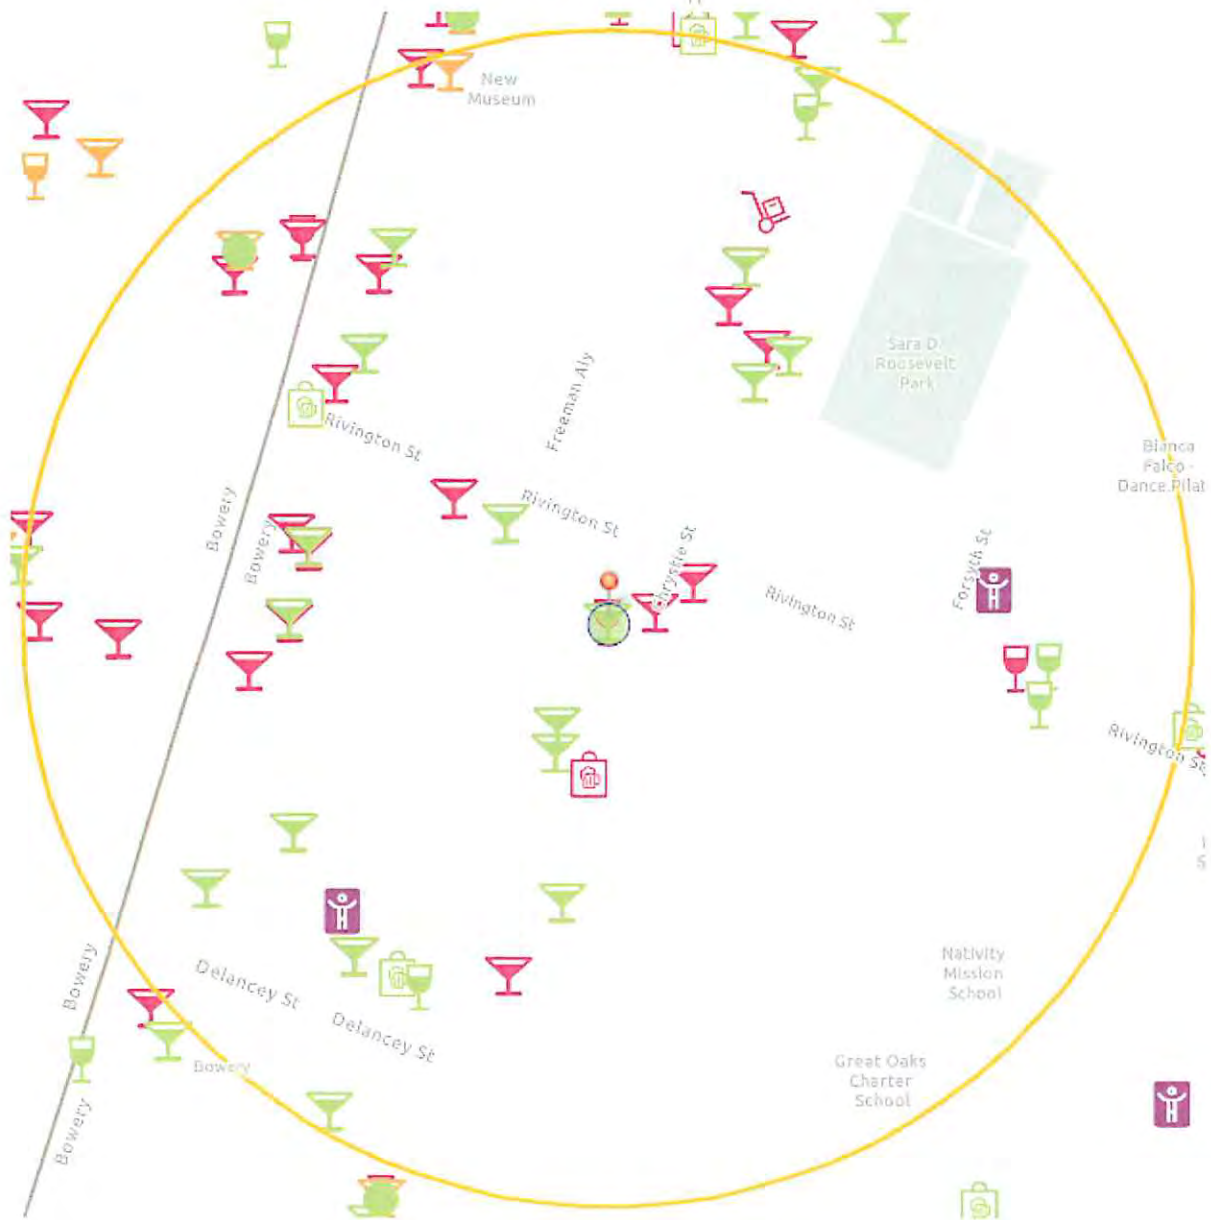 New
Museum
Sara D.
Roosevelt
Park
Freeman Aly
Rivington St
Bianca
Falco -
Dance.Pilat
Rivington St
Bowery
Bowery
Chrystie St
Forsyth St
Rivington St
Rivington St
Nativity
Mission
School
Bowery
Delancey St
Delancey St
Bowery
Great Oaks
Charter
School
Bowery